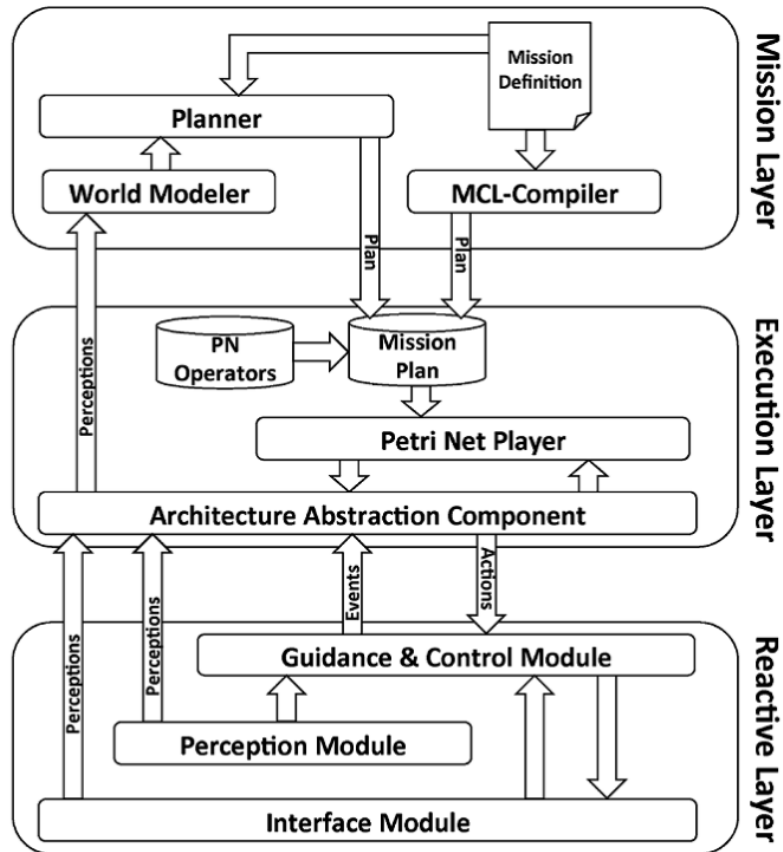 Mission
Definition
Planner
World Modeler
MCL-Compiler
Mission Layer
Plan
Plan
PN
Operators
Mission
Plan
Petri Net Player
Perceptions
Architecture Abstraction Component
Execution Layer
Perceptions
Perceptions
Events
Actions
Guidance & Control Module
Perception Module
Interface Module
Reactive Layer